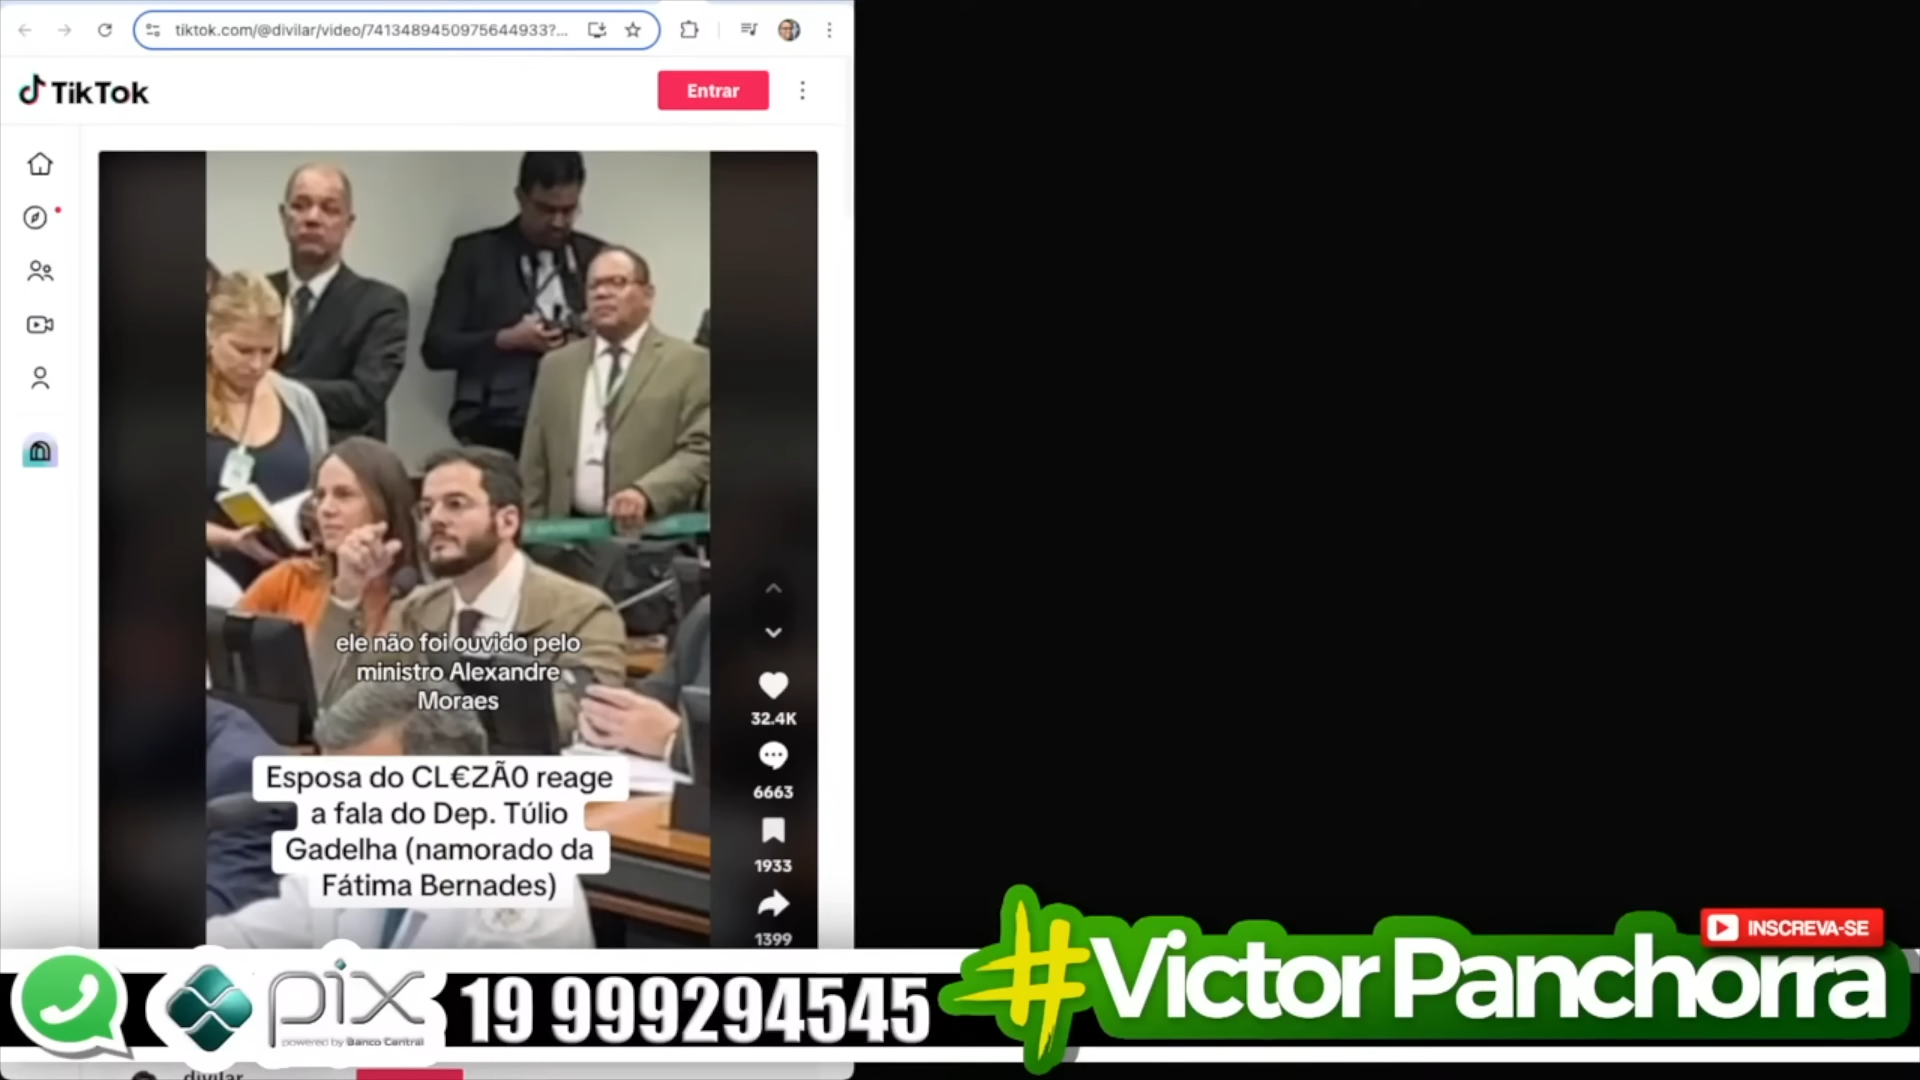 tiktok.com/@divilar/video/7413489450975644933?...
TikTok
Entrar
ele não foi ouvido pelo
ministro Alexandre
Moraes
Esposa do CL€ZÃ0 reage
a fala do Dep. Túlio
Gadelha (namorado da
Fátima Bernades)
32.4K
6663
1933
1399
INSCREVA-SE
pix
powered by Banco Central
19 999294545
#Victor Panchorra
divilar